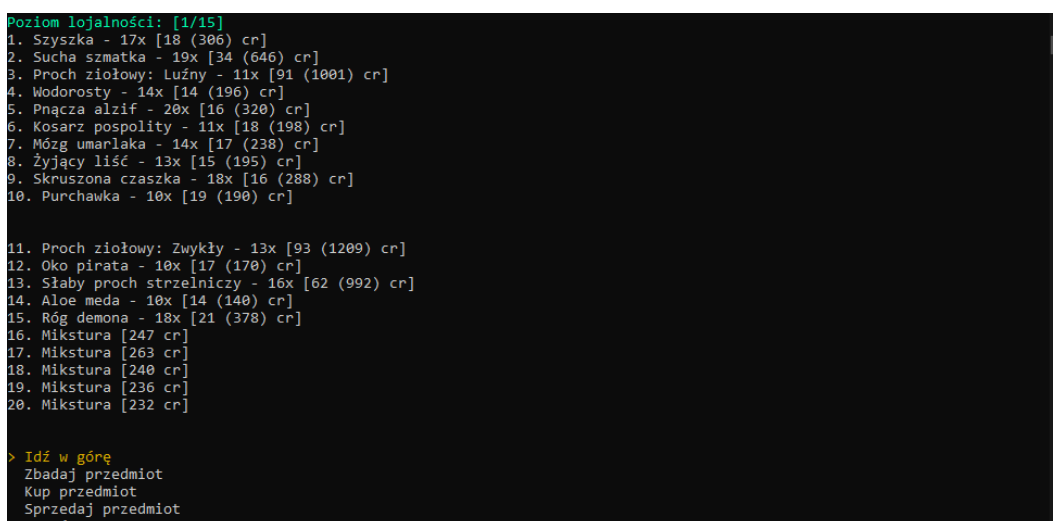 Poziom lojalności: [1/15]
1. Szyszka - 17x [18 (306) cr]
2. Sucha szmatka - 19x [34 (646) cr]
3. Proch ziołowy: Luźny - 11x [91 (1001) cr]
4. Wodorosty - 14x [14 (196) cr]
5. Pnącza alzif - 20x [16 (320) cr]
6. Kosarz pospolity - 11x [18 (198) cr]
7. Mózg umarlaka - 14x [17 (238) cr]
8. Żyjący liść - 13x [15 (195) cr]
9. Skruszona czaszka - 18x [16 (288) cr]
10. Purchawka - 10x [19 (190) cr]
11. Proch ziołowy: Zwykły - 13x [93 (1209) cr]
12. Oko pirata - 10x [17 (170) cr]
13. Słaby proch strzelniczy - 16x [62 (992) cr]
14. Aloe meda - 10x [14 (140) cr]
15. Róg demona - 18x [21 (378) cr]
16. Mikstura [247 cr]
17. Mikstura [263 cr]
18. Mikstura [240 cr]
19. Mikstura [236 cr]
20. Mikstura [232 cr]
> Idź w górę
Zbadaj przedmiot
Kup przedmiot
Sprzedaj przedmiot